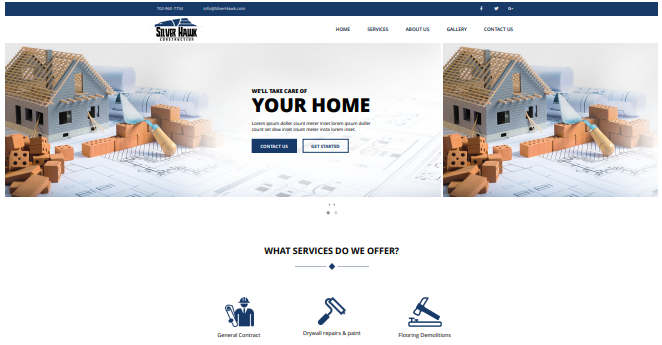 702-960-7754 info@SilverHawk.com
SILVER HAWK
CONSTRUCTION
HOME SERVICES ABOUT US GALLERY CONTACT US
WE'LL TAKE CARE OF
YOUR HOME
Lorem ipsum doller count meter inset lorem ipsum doller
count set dow inset count meter insta lorem inset.
CONTACT US GET STARTED
WHAT SERVICES DO WE OFFER?
General Contract Drywall repairs & paint Flooring Demolitions